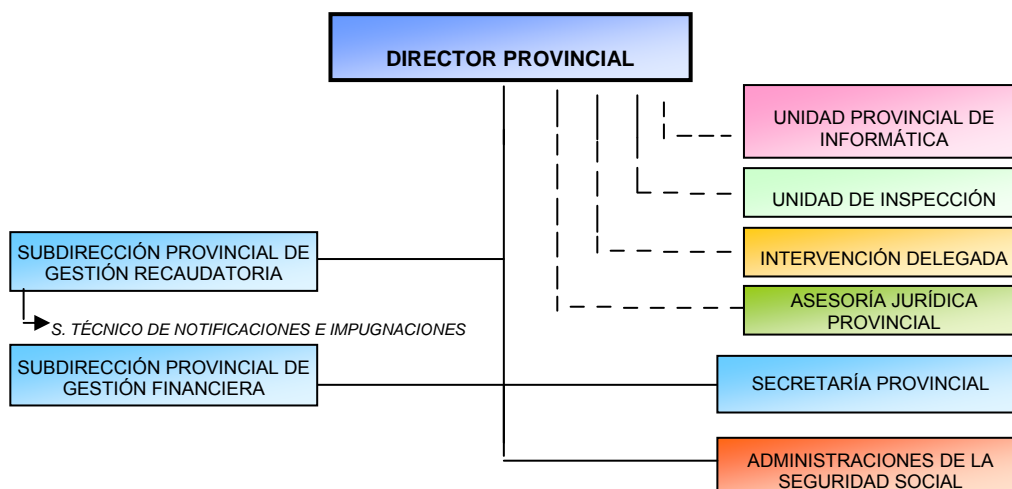 DIRECTOR PROVINCIAL
UNIDAD PROVINCIAL DE
INFORMÁTICA
UNIDAD DE INSPECCIÓN
INTERVENCIÓN DELEGADA
ASESORÍA JURÍDICA
PROVINCIAL
SUBDIRECCIÓN PROVINCIAL DE
GESTIÓN RECAUDATORIA
S. TÉCNICO DE NOTIFICACIONES E IMPUGNACIONES
SUBDIRECCIÓN PROVINCIAL DE
GESTIÓN FINANCIERA
SECRETARÍA PROVINCIAL
ADMINISTRACIONES DE LA
SEGURIDAD SOCIAL